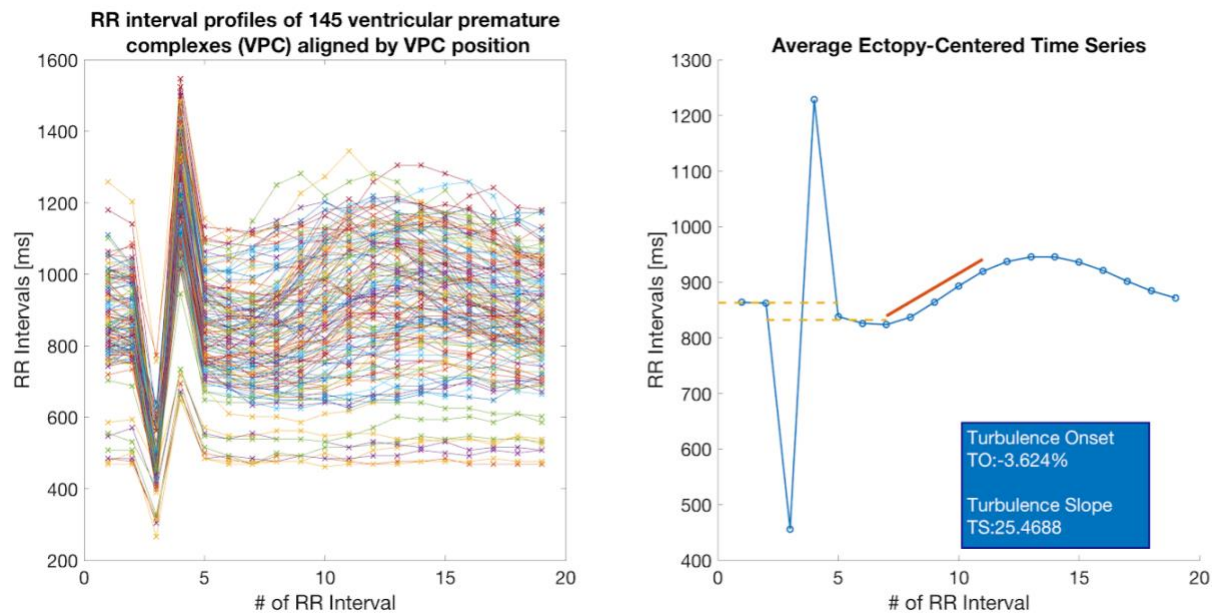 RR interval profiles of 145 ventricular premature
complexes (VPC) aligned by VPC position
1600
1400
1200
1000
800
600
400
200
RR Intervals [ms]
0
5
10
15
20
# of RR Interval
Average Ectopy-Centered Time Series
1300
1200
1100
1000
900
800
700
600
500
400
RR Intervals [ms]
Turbulence Onset
TO:-3.624%
Turbulence Slope
TS:25.4688
0
5
10
15
20
# of RR Interval